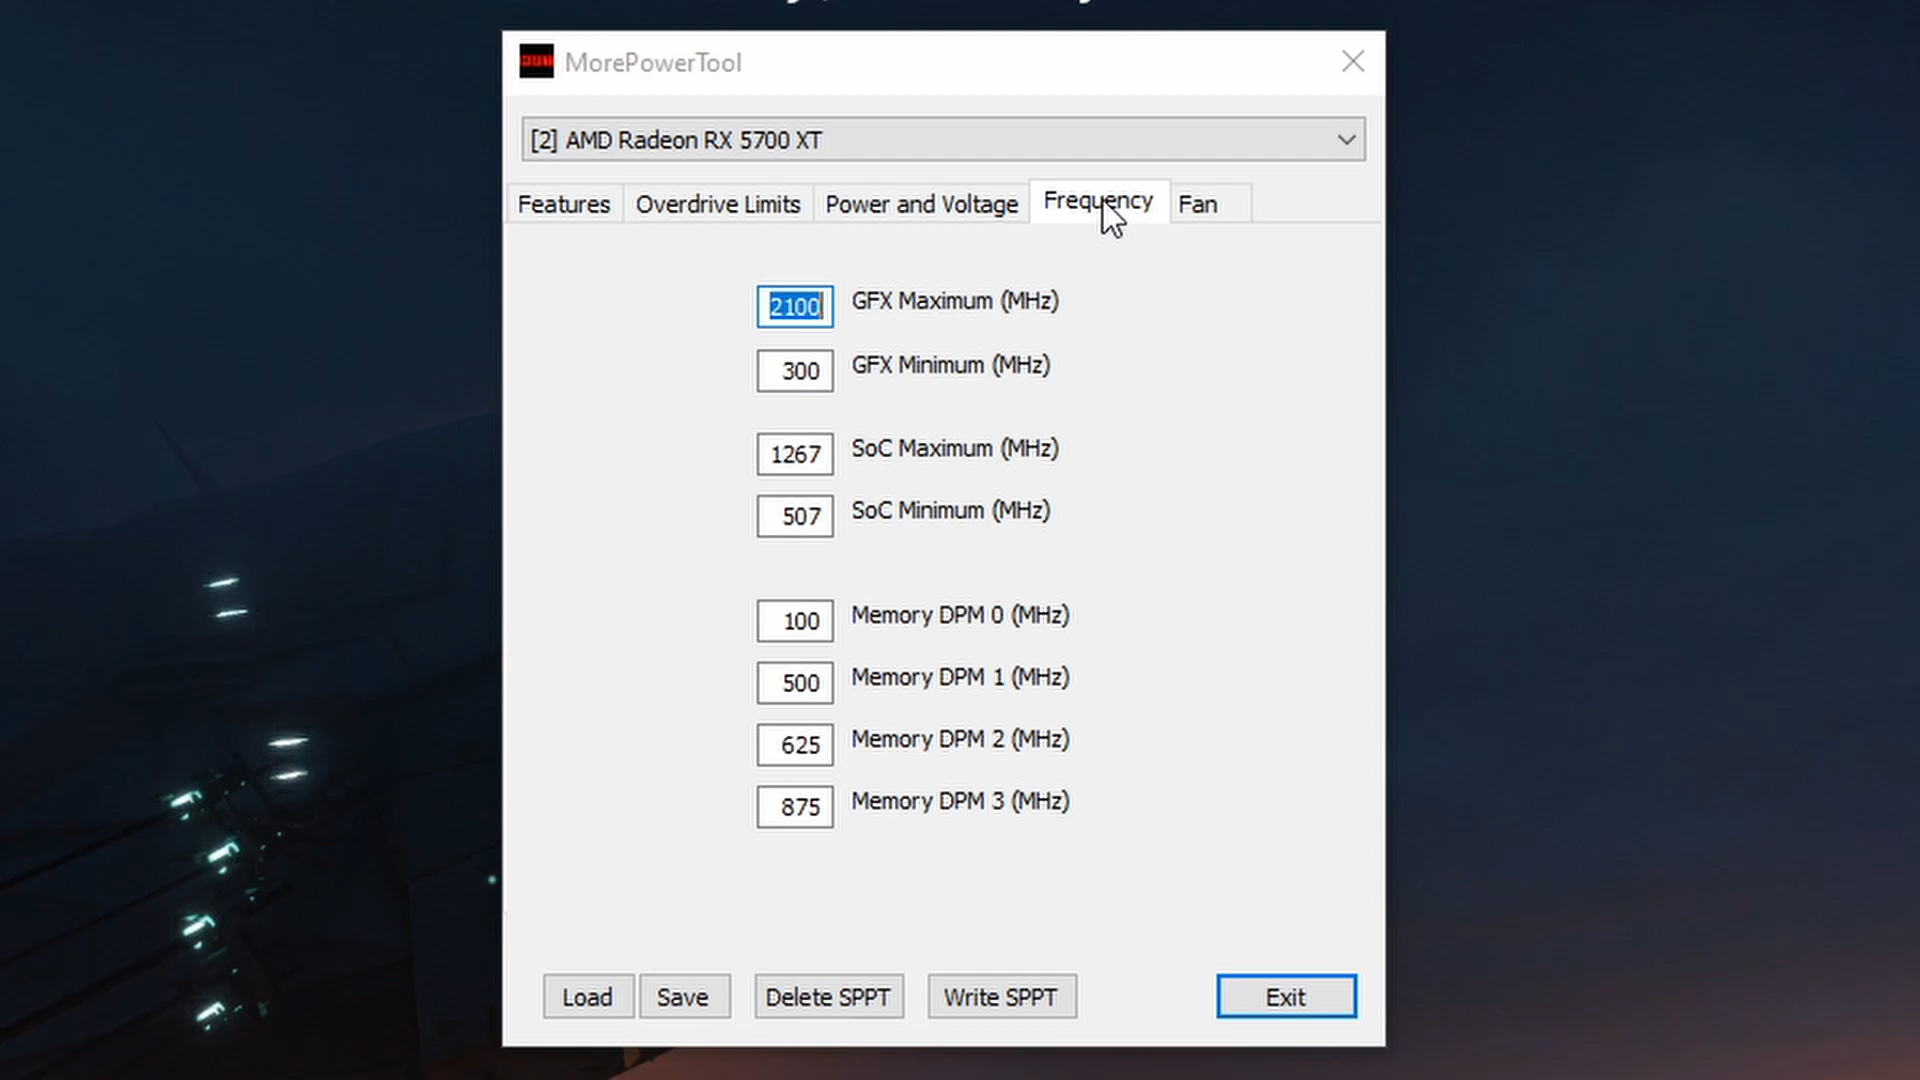 MorePowerTool
[2] AMD Radeon RX 5700 XT
Features Overdrive Limits Power and Voltage Frequency Fan
2100 GFX Maximum (MHz)
300 GFX Minimum (MHz)
1267 SoC Maximum (MHz)
507 SoC Minimum (MHz)
100 Memory DPM 0 (MHz)
500 Memory DPM 1 (MHz)
625 Memory DPM 2 (MHz)
875 Memory DPM 3 (MHz)
Load Save Delete SPPT Write SPPT Exit